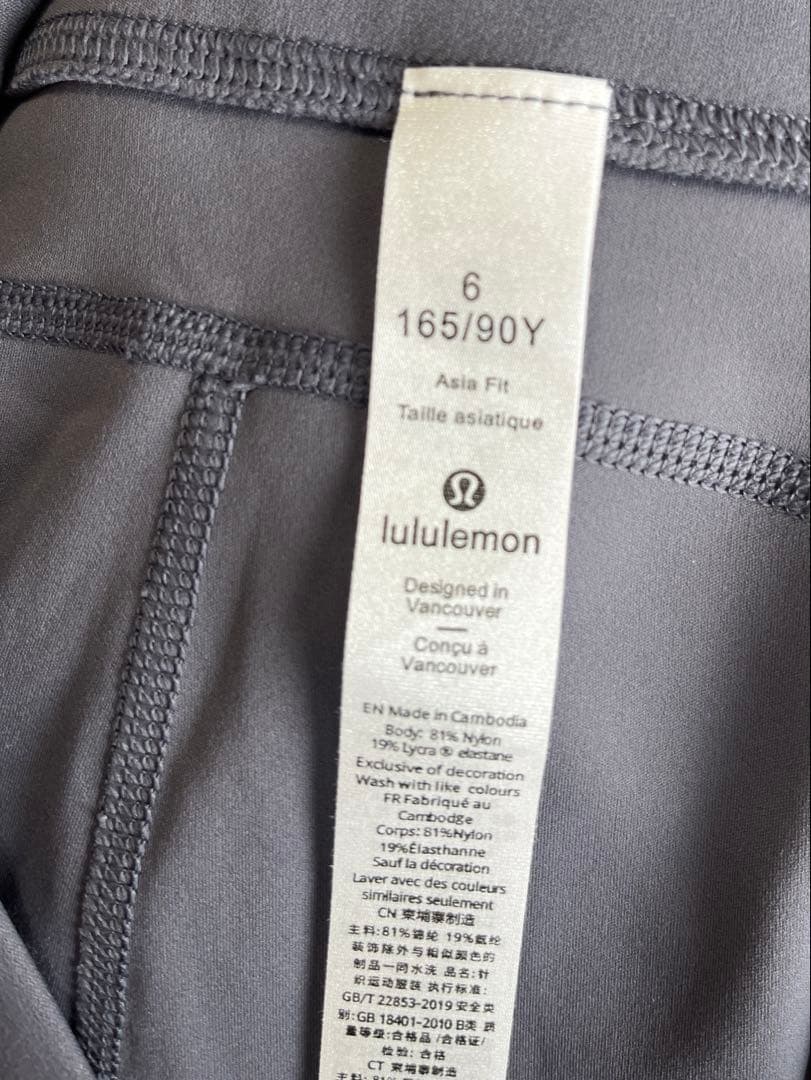 6
165/90Y
Asia Fit
Taille asiatique
lululemon
Designed in
Vancouver
Conçu à
Vancouver
EN Made in Cambodia
Body: 81% Nylon
19% Lycra ® elastane
Exclusive of decoration
Wash with like colours
FR Fabriqué au
Cambodge
Corps: 81%Nylon
19%Élasthanne
Sauf la décoration
Laver avec des couleurs
similaires seulement
CN 柬埔寨制造
主料:81%锦纶 19%氨纶
装饰除外与相似颜色的
制品一同水洗 品名:针
织运动服装 执行标准:
GB/T 22853-2019 安全类
别:GB 18401-2010 B类 质
量等级:合格品 /合格证/
检验: 合格
CT 柬埔寨制造